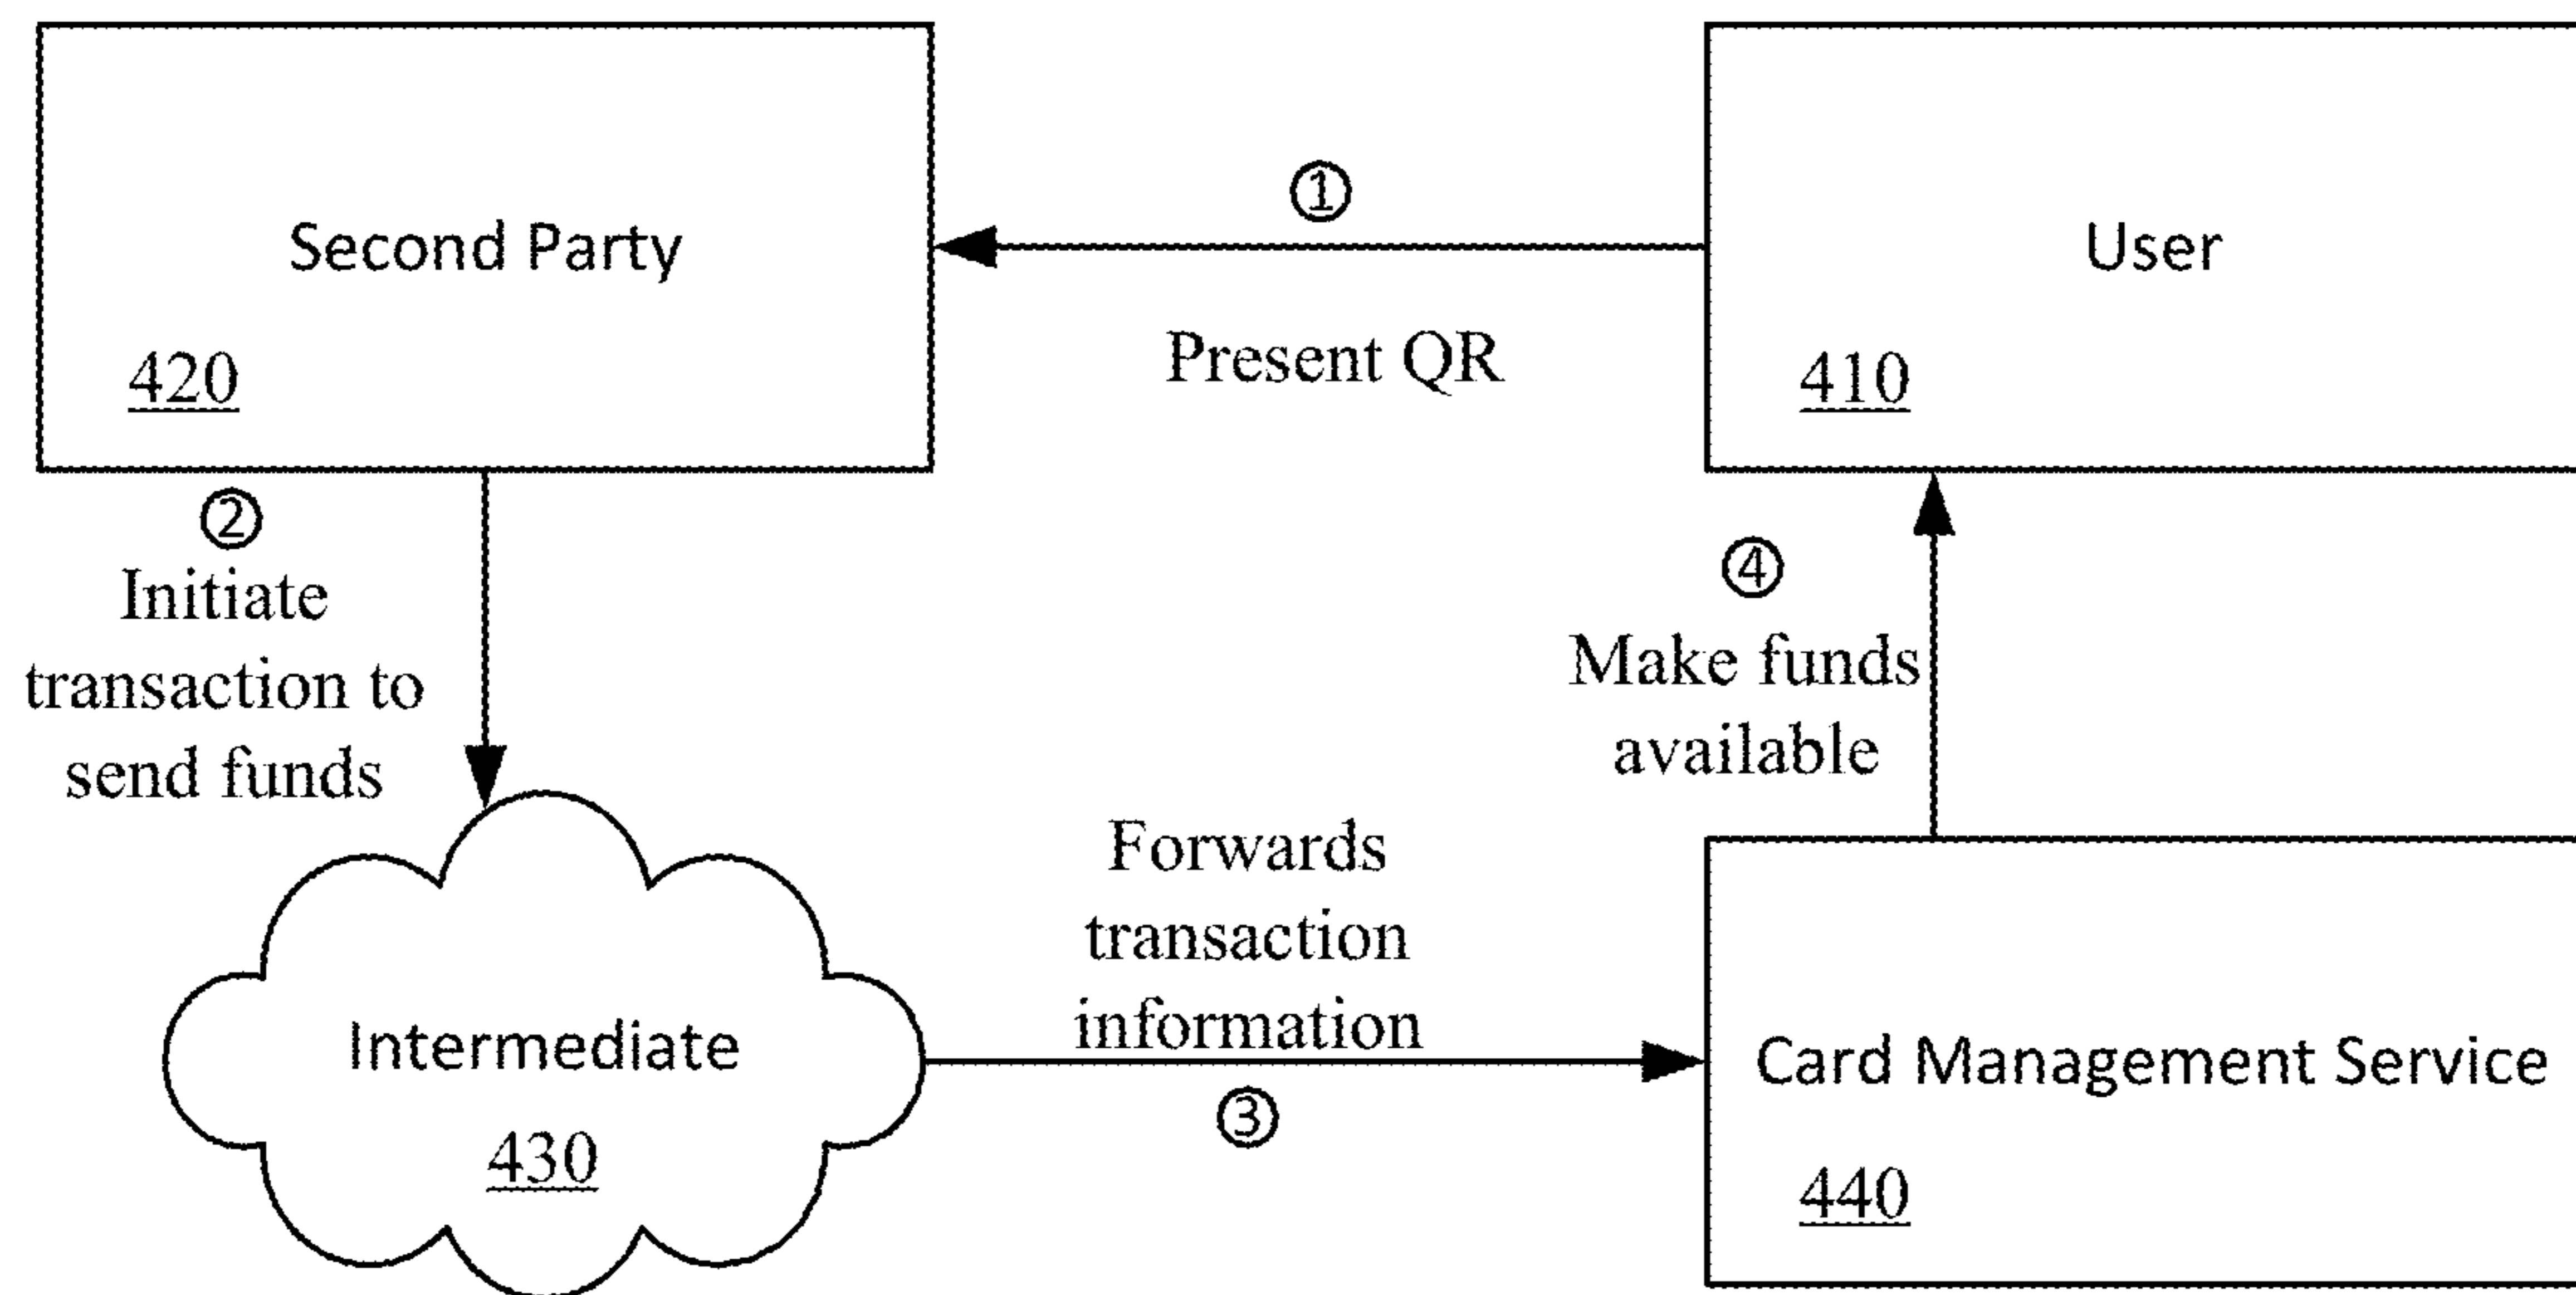 Second Party
420
①
Present QR
User
410
②
Initiate
transaction to
send funds
④
Make funds
available
Intermediate
430
Forwards
transaction
information
③
Card Management Service
440